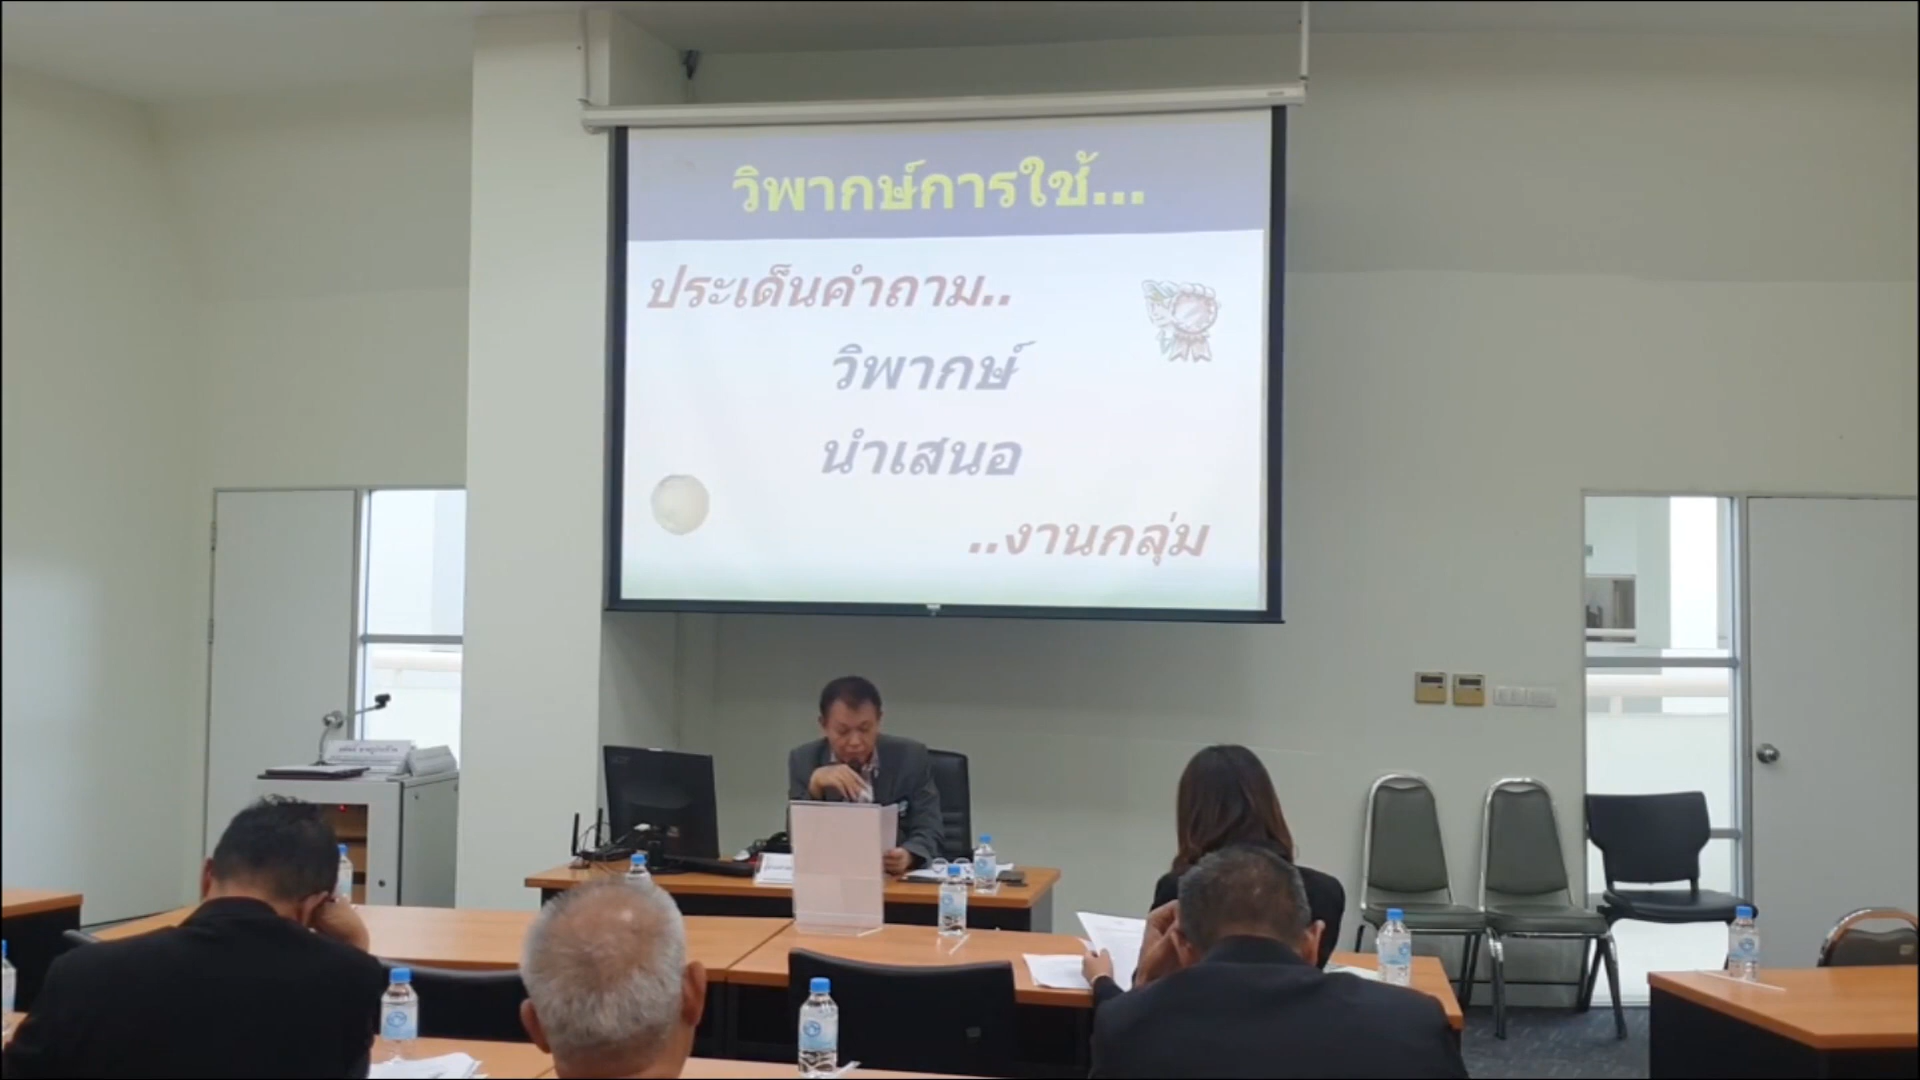 วิพากษ์การใช้...
ประเด็นคำถาม..
วิพากษ์
นำเสนอ
..งานกลุ่ม